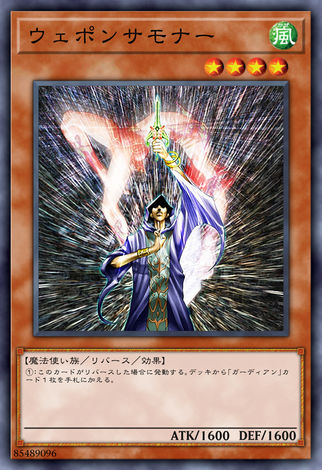 ウェポンサモナー
風
【魔法使い族／リバース／効果】
①：このカードがリバースした場合に発動する。デッキから「ガーディアン」カ
ード１枚を手札に加える。
ATK/1600 DEF/1600
85489096